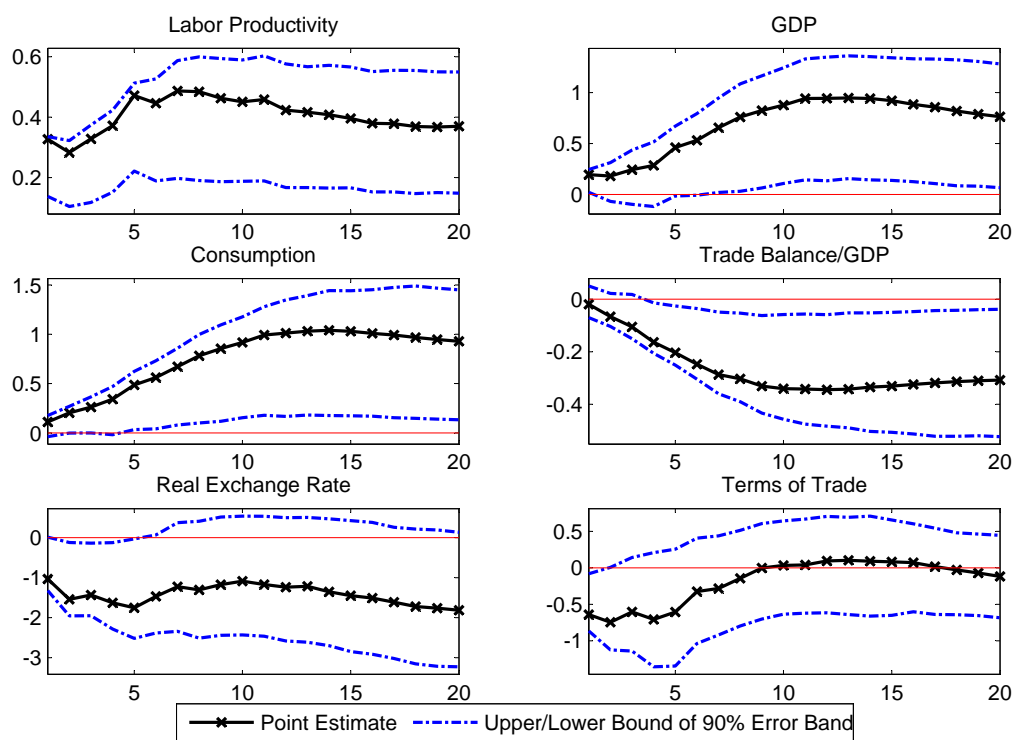 Labor Productivity
0.6
0.4
0.2
5 10 15 20
GDP
1
0.5
0
5 10 15 20
Consumption
1.5
1
0.5
0
5 10 15 20
Trade Balance/GDP
0
-0.2
-0.4
5 10 15 20
Real Exchange Rate
0
-1
-2
-3
5 10 15 20
Terms of Trade
0.5
0
-0.5
-1
5 10 15 20
Point Estimate Upper/Lower Bound of 90% Error Band